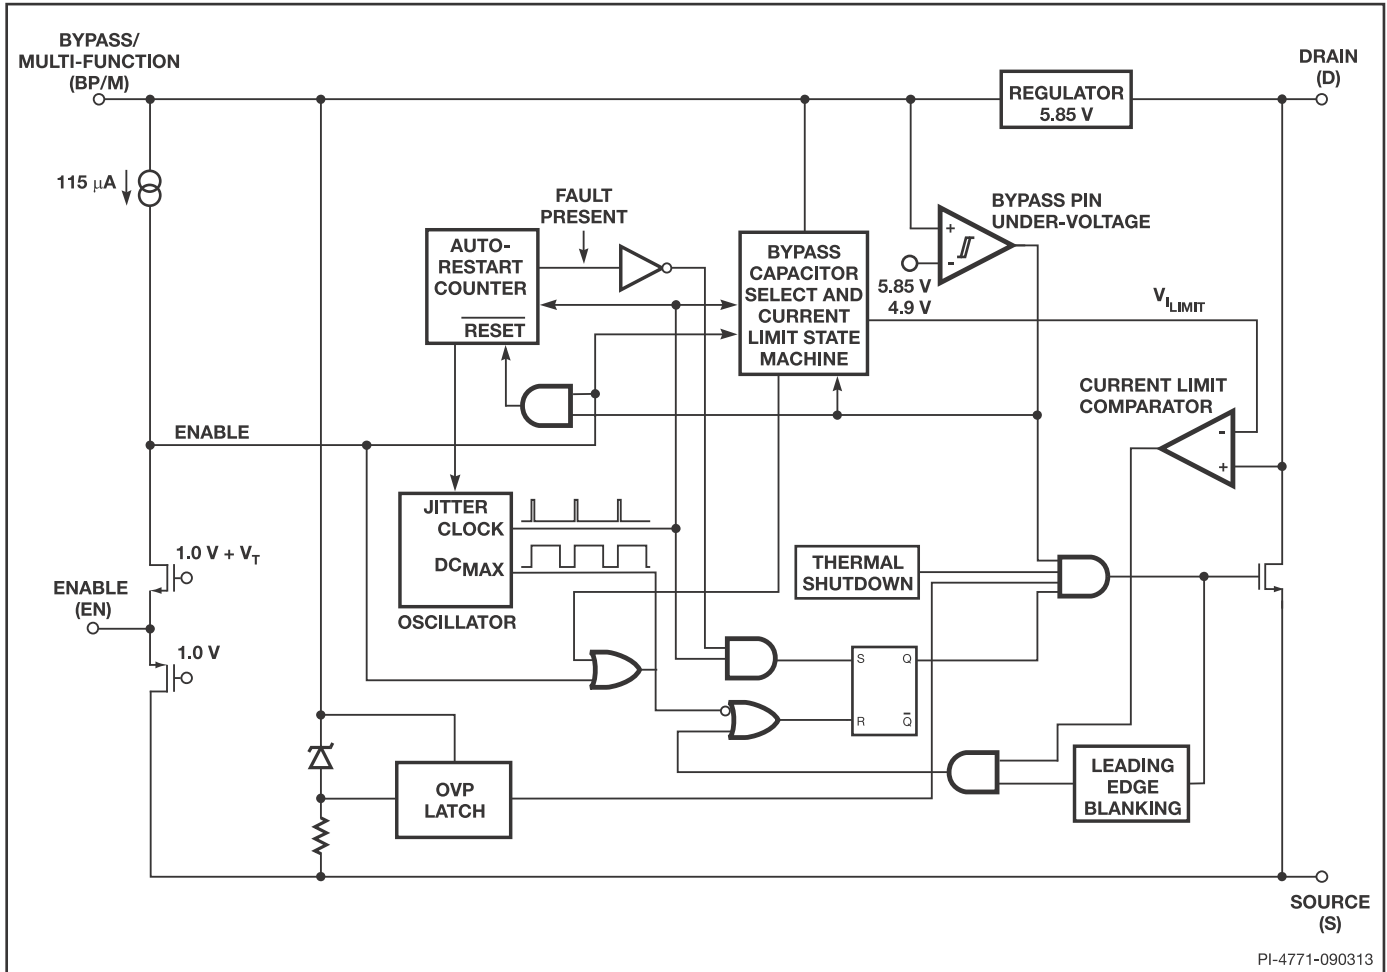 BYPASS/
MULTI-FUNCTION
(BP/M)
DRAIN
(D)
REGULATOR
5.85 V
115 μA
FAULT
PRESENT
BYPASS PIN
UNDER-VOLTAGE
AUTO-
RESTART
COUNTER
RESET
BYPASS
CAPACITOR
SELECT AND
CURRENT
LIMIT STATE
MACHINE
+
-
5.85 V
4.9 V
VILIMIT
CURRENT LIMIT
COMPARATOR
-
+
ENABLE
JITTER
CLOCK
DCMAX
OSCILLATOR
1.0 V + VT
ENABLE
(EN)
1.0 V
THERMAL
SHUTDOWN
S Q
R Q̅
OVP
LATCH
LEADING
EDGE
BLANKING
SOURCE
(S)
PI-4771-090313